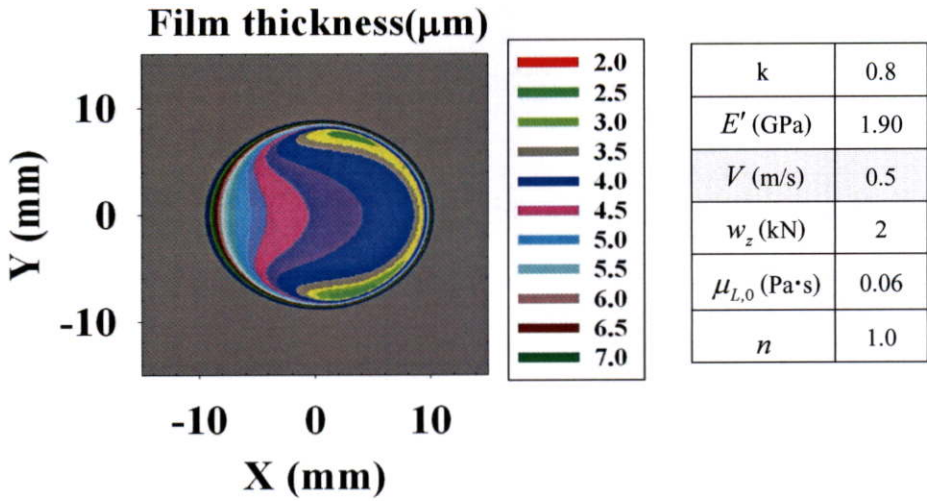 Film thickness(μm)
10
0
-10
Y (mm)
-10 0 10
X (mm)
2.0
2.5
3.0
3.5
4.0
4.5
5.0
5.5
6.0
6.5
7.0
k 0.8
E′ (GPa) 1.90
V (m/s) 0.5
w_z (kN) 2
μ_L,0 (Pa·s) 0.06
n 1.0